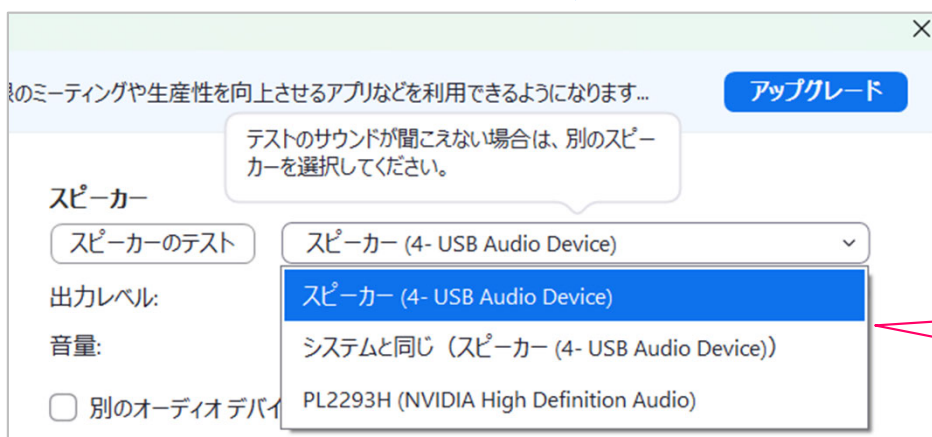 のミーティングや生産性を向上させるアプリなどを利用できるようになります...
アップグレード
テストのサウンドが聞こえない場合は、別のスピー
カーを選択してください。
スピーカー
スピーカーのテスト
スピーカー (4- USB Audio Device)
出力レベル:
スピーカー (4- USB Audio Device)
音量:
システムと同じ（スピーカー (4- USB Audio Device)）
別のオーディオ デバイ
PL2293H (NVIDIA High Definition Audio)